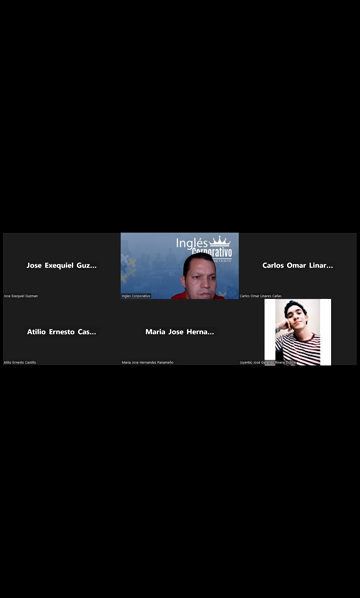 Jose Exequiel Guz...
Jose Exequiel Guzman
Inglés
Corporativo
Inglés Corporativo
Carlos Omar Linar...
Carlos Omar Linares Cañas
Atilio Ernesto Cas...
Atilio Ernesto Castillo
Maria Jose Herna...
Maria Jose Hernandez